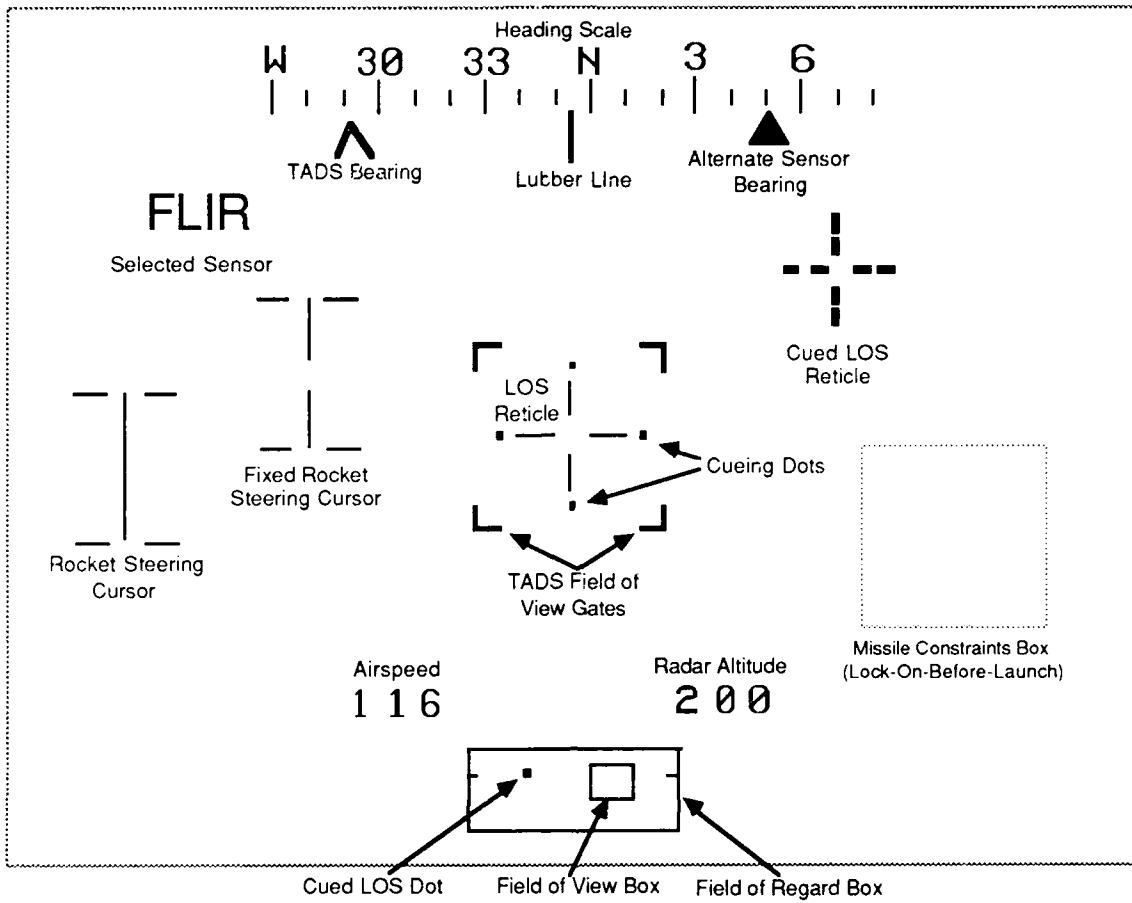 Heading Scale
W 30 33 N 3 6
TADS Bearing
Lubber Line
Alternate Sensor
Bearing
FLIR
Selected Sensor
Cued LOS
Reticle
LOS
Reticle
Cueing Dots
Fixed Rocket
Steering Cursor
Rocket Steering
Cursor
TADS Field of
View Gates
Missile Constraints Box
(Lock-On-Before-Launch)
Airspeed
116
Radar Altitude
200
Cued LOS Dot
Field of View Box
Field of Regard Box